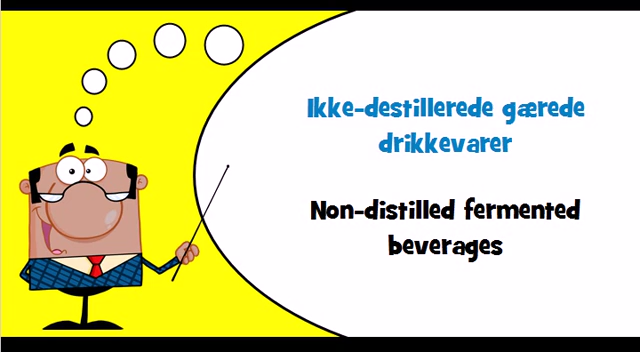 Ikke-destillerede gærede
drikkevarer
Non-distilled fermented
beverages